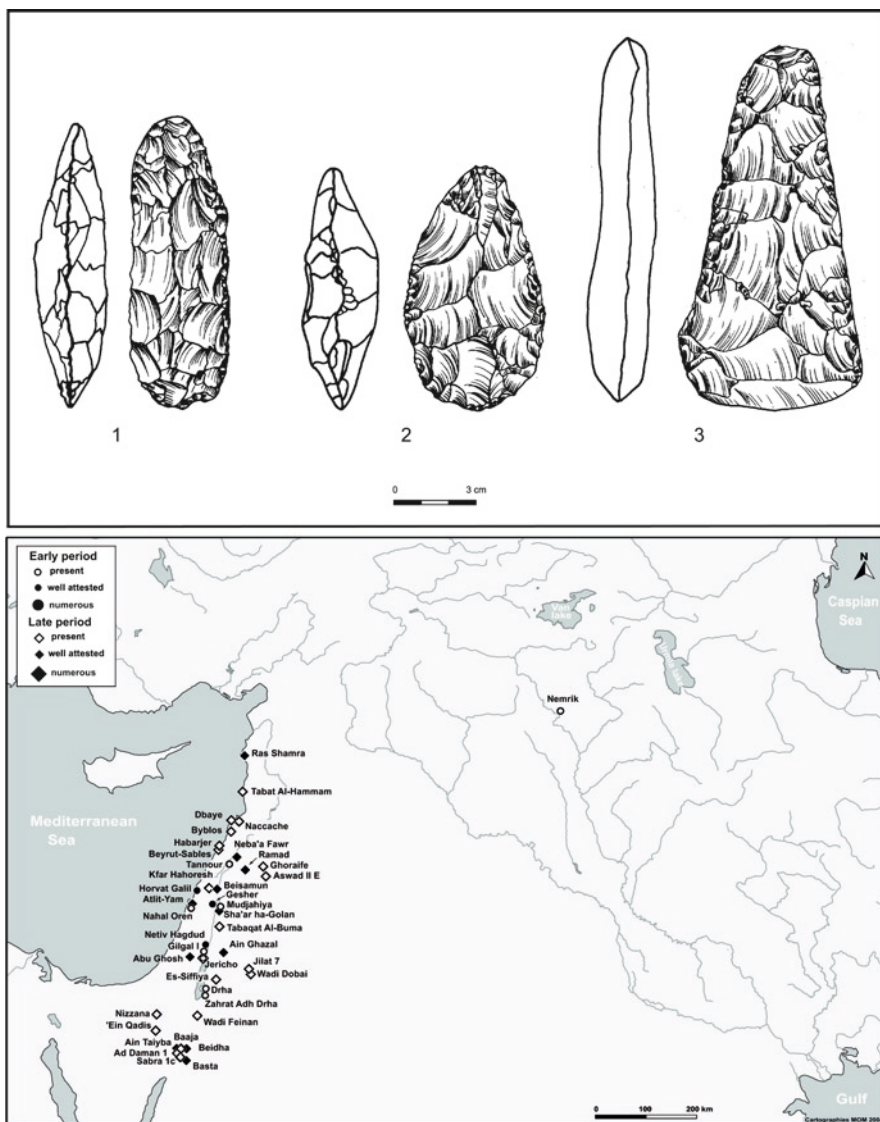 1
2
3
0 3 cm
Early period
present
well attested
numerous
Late period
present
well attested
numerous
N
Caspian
Sea
Van
lake
Nemrik
Ras Shamra
Tabat Al-Hammam
Mediterranean
Sea
Dbaye
Byblos
Naccache
Habarjer
Neba'a Fawr
Beyrut-Sables
Ramad
Tannour
Ghoraife
Kfar Hahoresh
Aswad II E
Horvat Galil
Beisamun
Atlit-Yam
Gesher
Mudjahiya
Nahal Oren
Sha'ar ha-Golan
Tabaqat Al-Buma
Netiv Hagdud
Gilgal I
Ain Ghazal
Abu Ghosh
Jericho
Jilat 7
Es-Siffiya
Wadi Dobai
Drha
Zahrat Adh Drha
Nizzana
Wadi Feinan
'Ein Qadis
Ain Taiyba
Baaja
Beidha
Ad Daman 1
Sabra 1c
Basta
Gulf
0 100 200 km
Cartographies MOM